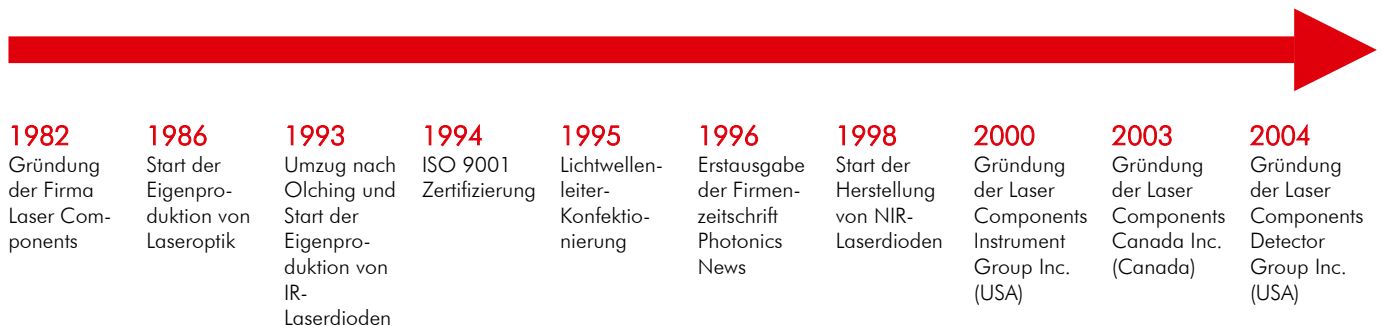 1982
Gründung
der Firma
Laser Com-
ponents
1986
Start der
Eigenpro-
duktion von
Laseroptik
1993
Umzug nach
Olching und
Start der
Eigenpro-
duktion von
IR-
Laserdioden
1994
ISO 9001
Zertifizierung
1995
Lichtwellen-
leiter-
Konfektio-
nierung
1996
Erstausgabe
der Firmen-
zeitschrift
Photonics
News
1998
Start der
Herstellung
von NIR-
Laserdioden
2000
Gründung
der Laser
Components
Instrument
Group Inc.
(USA)
2003
Gründung
der Laser
Components
Canada Inc.
(Canada)
2004
Gründung
der Laser
Components
Detector
Group Inc.
(USA)